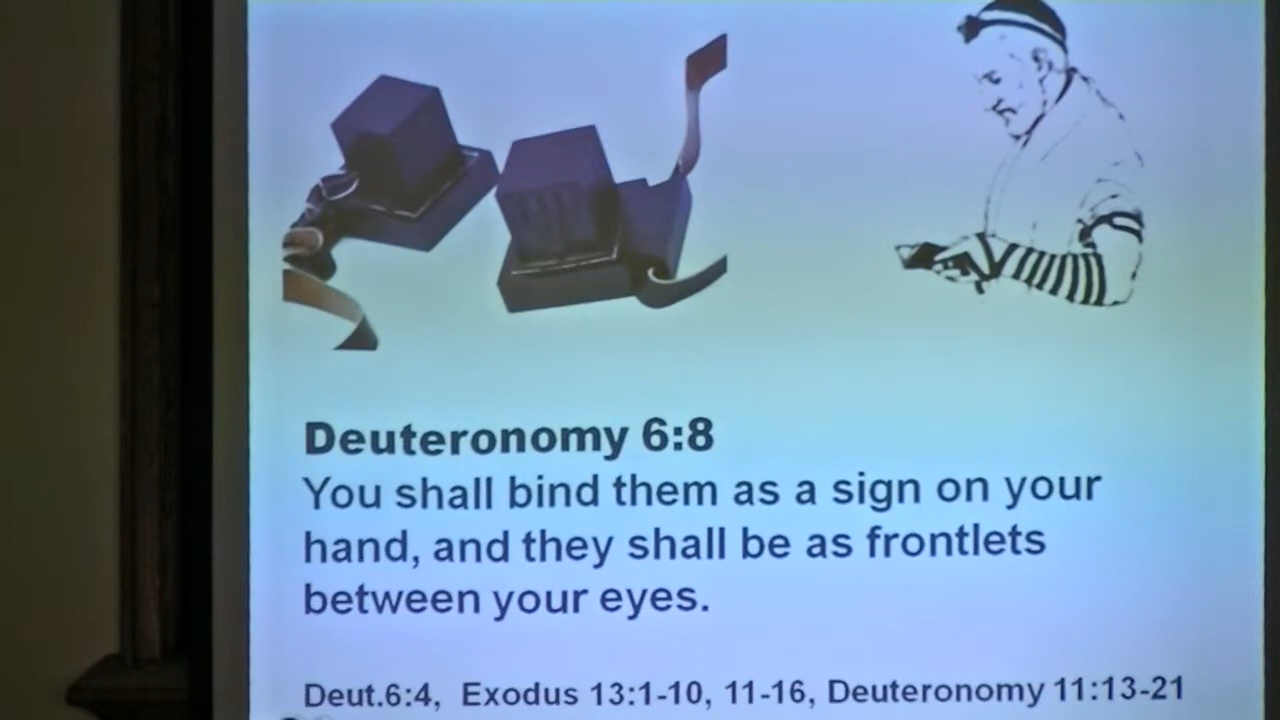 Deuteronomy 6:8
You shall bind them as a sign on your
hand, and they shall be as frontlets
between your eyes.
Deut.6:4, Exodus 13:1-10, 11-16, Deuteronomy 11:13-21